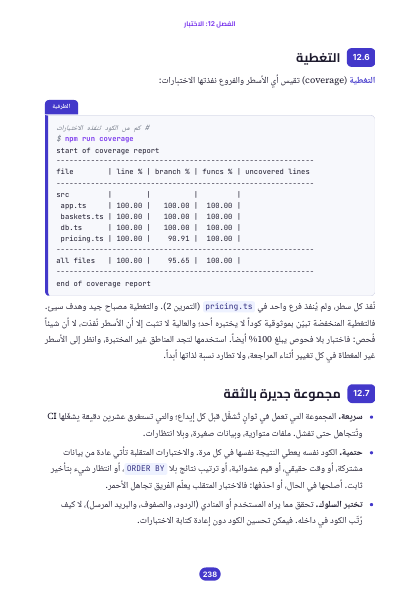 الفصل 12: الاختبار
12.6 التغطية
التغطية (coverage) تقيس أي الأسطر والفروع نفذتها الاختبارات:
الطرفية
# كم من الكود تنفذه الاختبارات
$ npm run coverage
start of coverage report
----------------------------------------------------------------
file | line % | branch % | funcs % | uncovered lines
----------------------------------------------------------------
src | | | |
app.ts | 100.00 | 100.00 | 100.00 |
baskets.ts | 100.00 | 100.00 | 100.00 |
db.ts | 100.00 | 100.00 | 100.00 |
pricing.ts | 100.00 | 90.91 | 100.00 |
----------------------------------------------------------------
all files | 100.00 | 95.65 | 100.00 |
----------------------------------------------------------------
end of coverage report
نُفذ كل سطر، ولم يُنفذ فرع واحد في pricing.ts (التمرين 2). والتغطية مصباح جيد وهدف سيئ.
فالتغطية المنخفضة تبيّن بموثوقية كوداً لا يختبره أحد؛ والعالية لا تثبت إلا أن الأسطر نُفذت، لا أن شيئاً
فُحص: فاختبار بلا فحوص يبلغ 100% أيضاً. استخدمها لتجد المناطق غير المختبرة، وانظر إلى الأسطر
غير المغطاة في كل تغيير أثناء المراجعة، ولا تطارد نسبة لذاتها أبداً.
12.7 مجموعة جديرة بالثقة
• سريعة. المجموعة التي تعمل في ثوانٍ تُشغَّل قبل كل إيداع؛ والتي تستغرق عشرين دقيقة يشغّلها CI
وتُتجاهل حتى تفشل. ملفات متوازية، وبيانات صغيرة، وبلا انتظارات.
• حتمية. الكود نفسه يعطي النتيجة نفسها في كل مرة. والاختبارات المتقلبة تأتي عادة من بيانات
مشتركة، أو وقت حقيقي، أو قيم عشوائية، أو ترتيب نتائج بلا ORDER BY، أو انتظار شيء بتأخير
ثابت. أصلحها في الحال، أو احذفها: فالاختبار المتقلب يعلّم الفريق تجاهل الأحمر.
• تختبر السلوك. تحقق مما يراه المستخدم أو المنادي (الردود، والصفوف، والبريد المرسل)، لا كيف
رُتّب الكود في داخله. فيمكن تحسين الكود دون إعادة كتابة الاختبارات.
238